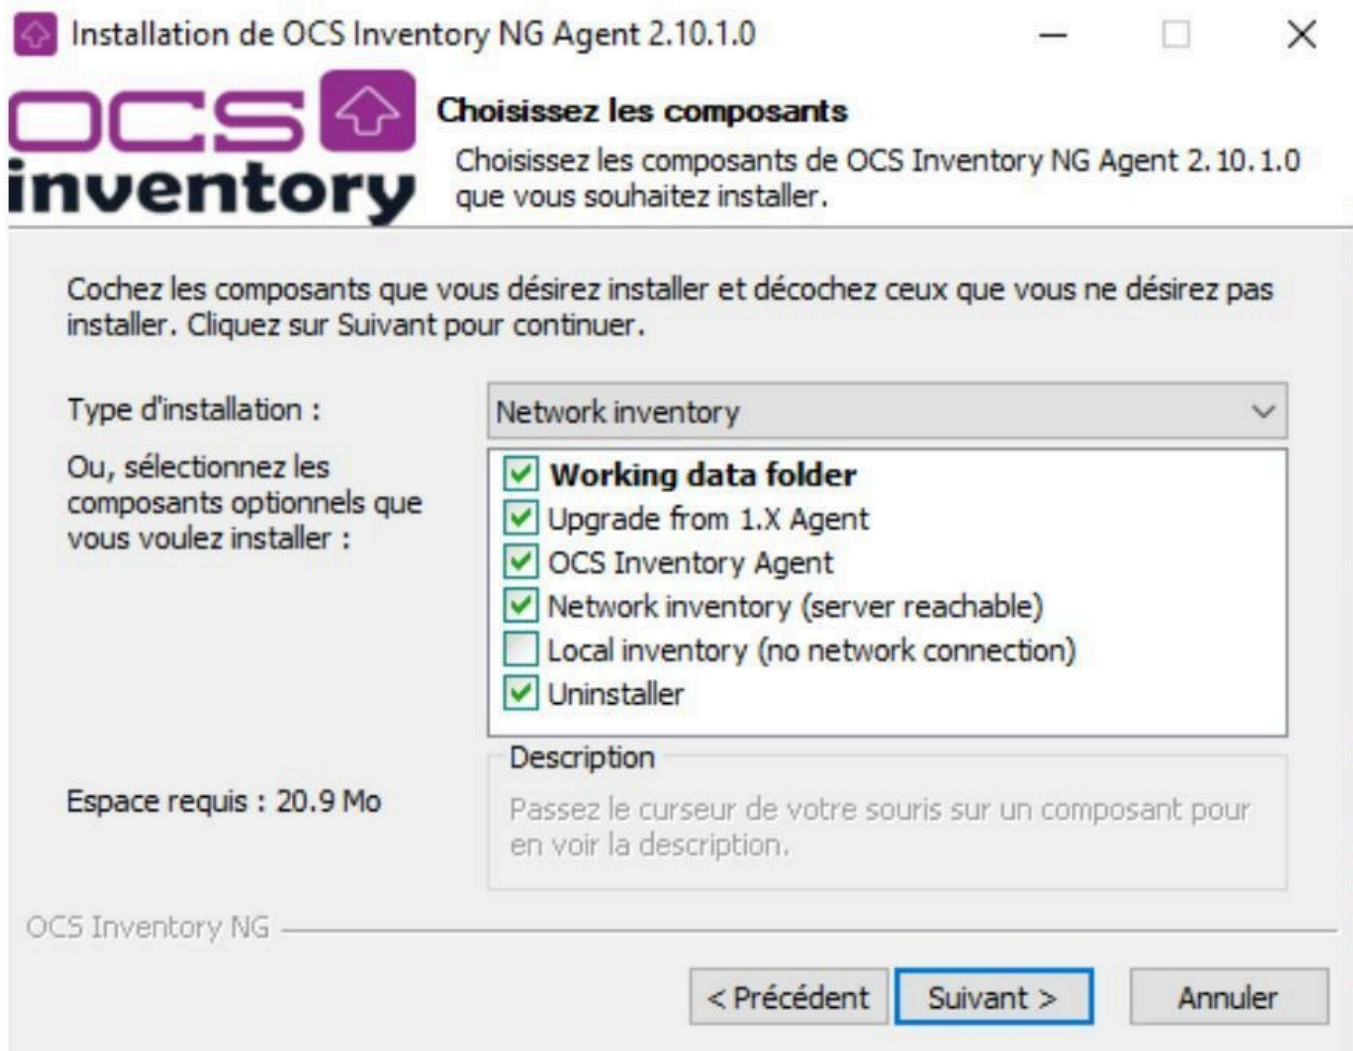 Installation de OCS Inventory NG Agent 2.10.1.0
OCS
inventory
Choisissez les composants
Choisissez les composants de OCS Inventory NG Agent 2.10.1.0
que vous souhaitez installer.
Cochez les composants que vous désirez installer et décochez ceux que vous ne désirez pas
installer. Cliquez sur Suivant pour continuer.
Type d'installation :
Network inventory
Ou, sélectionnez les
composants optionnels que
vous voulez installer :
Working data folder
Upgrade from 1.X Agent
OCS Inventory Agent
Network inventory (server reachable)
Local inventory (no network connection)
Uninstaller
Espace requis : 20.9 Mo
Description
Passez le curseur de votre souris sur un composant pour
en voir la description.
OCS Inventory NG
< Précédent
Suivant >
Annuler